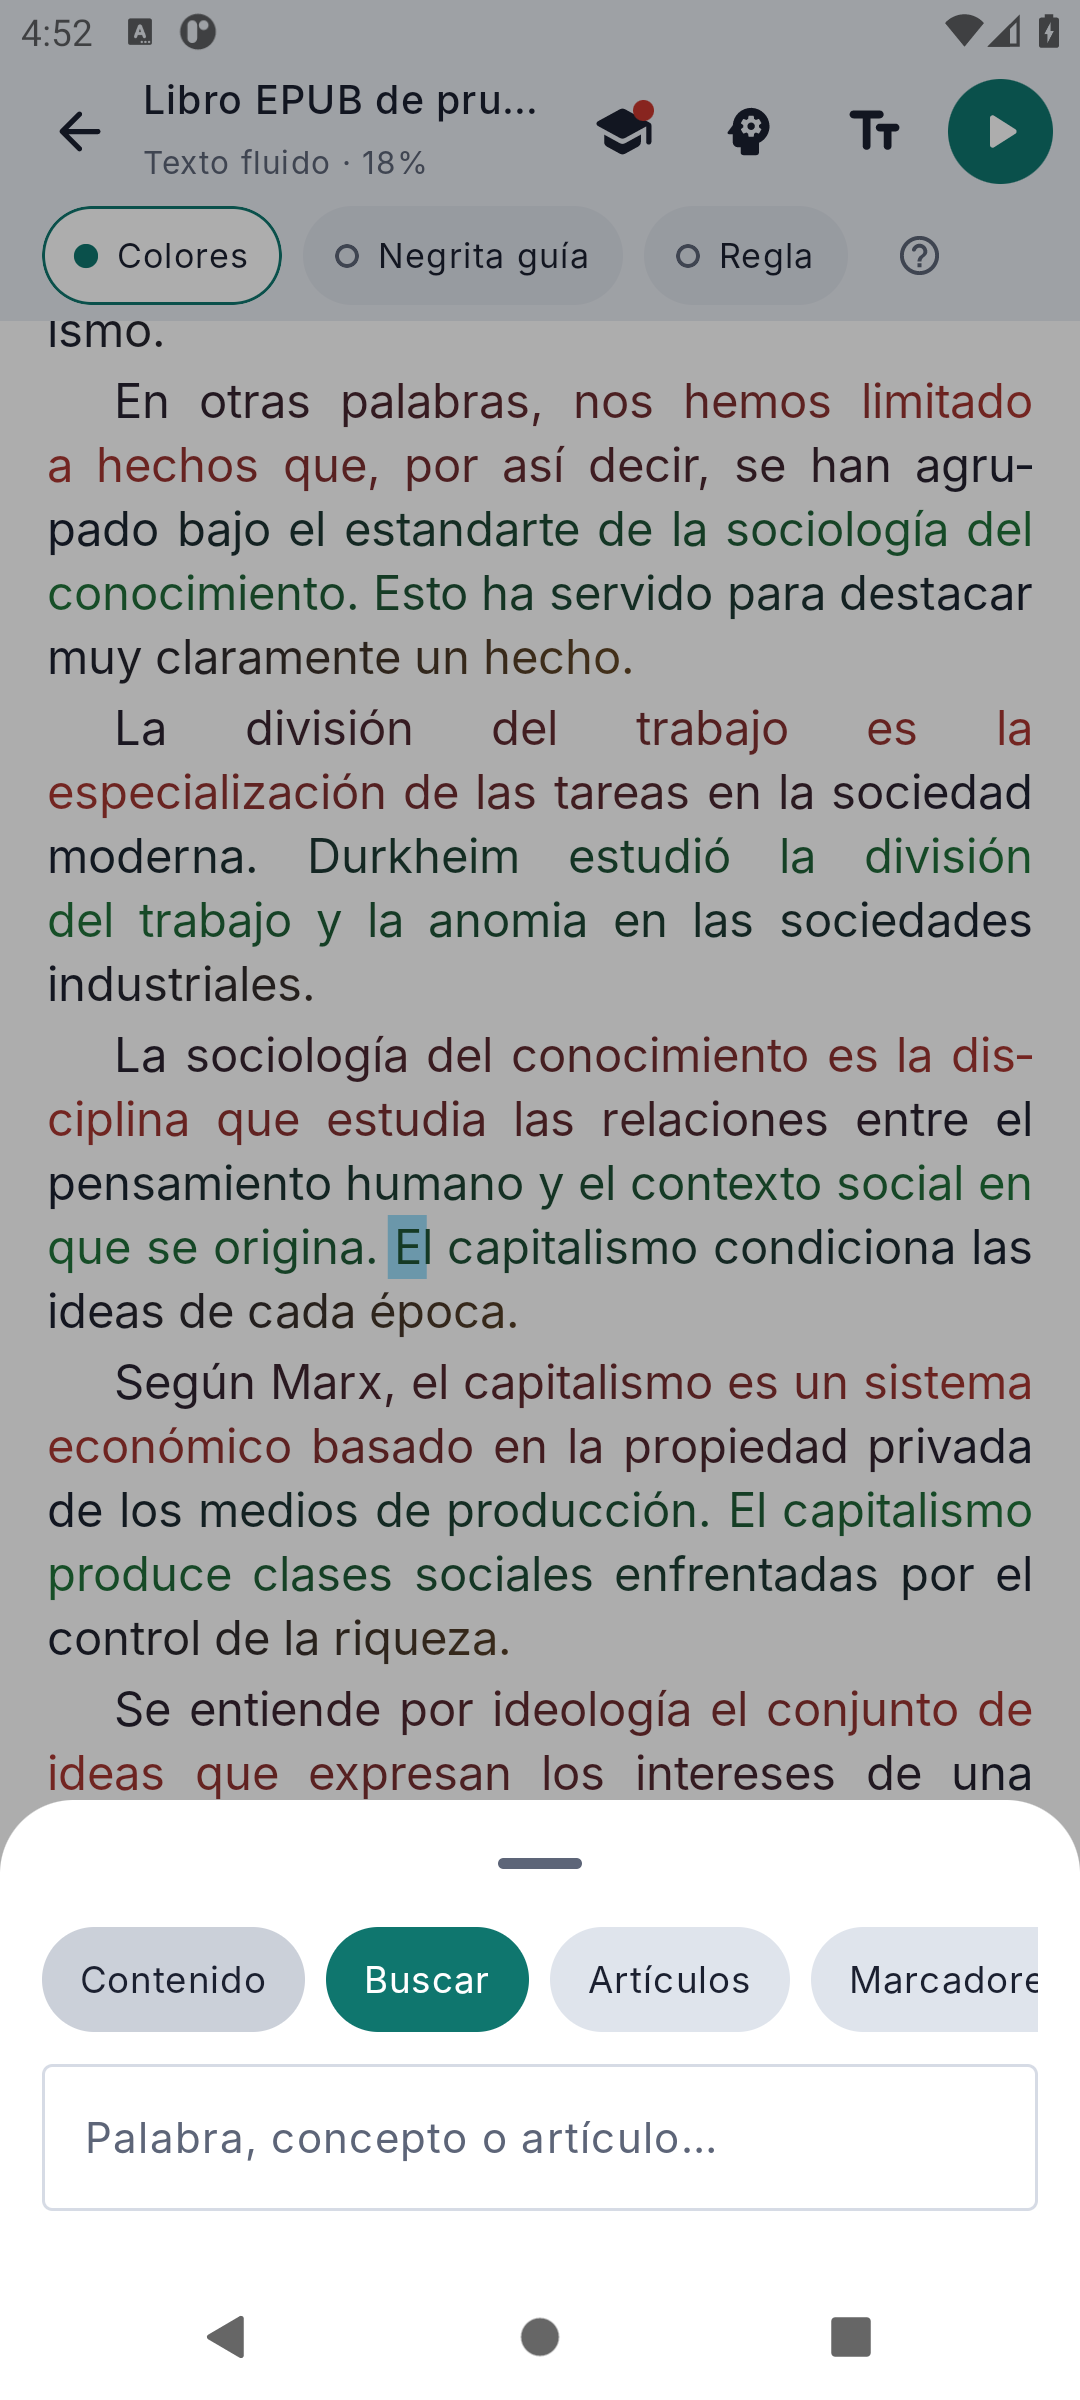 4:52
A
Libro EPUB de pru...
Texto fluido · 18%
Tт
Colores
Negrita guía
Regla
?
ismo.
En otras palabras, nos hemos limitado
a hechos que, por así decir, se han agru-
pado bajo el estandarte de la sociología del
conocimiento. Esto ha servido para destacar
muy claramente un hecho.
La división del trabajo es la
especialización de las tareas en la sociedad
moderna. Durkheim estudió la división
del trabajo y la anomia en las sociedades
industriales.
La sociología del conocimiento es la dis-
ciplina que estudia las relaciones entre el
pensamiento humano y el contexto social en
que se origina. El capitalismo condiciona las
ideas de cada época.
Según Marx, el capitalismo es un sistema
económico basado en la propiedad privada
de los medios de producción. El capitalismo
produce clases sociales enfrentadas por el
control de la riqueza.
Se entiende por ideología el conjunto de
ideas que expresan los intereses de una
Contenido
Buscar
Artículos
Marcadore
Palabra, concepto o artículo...